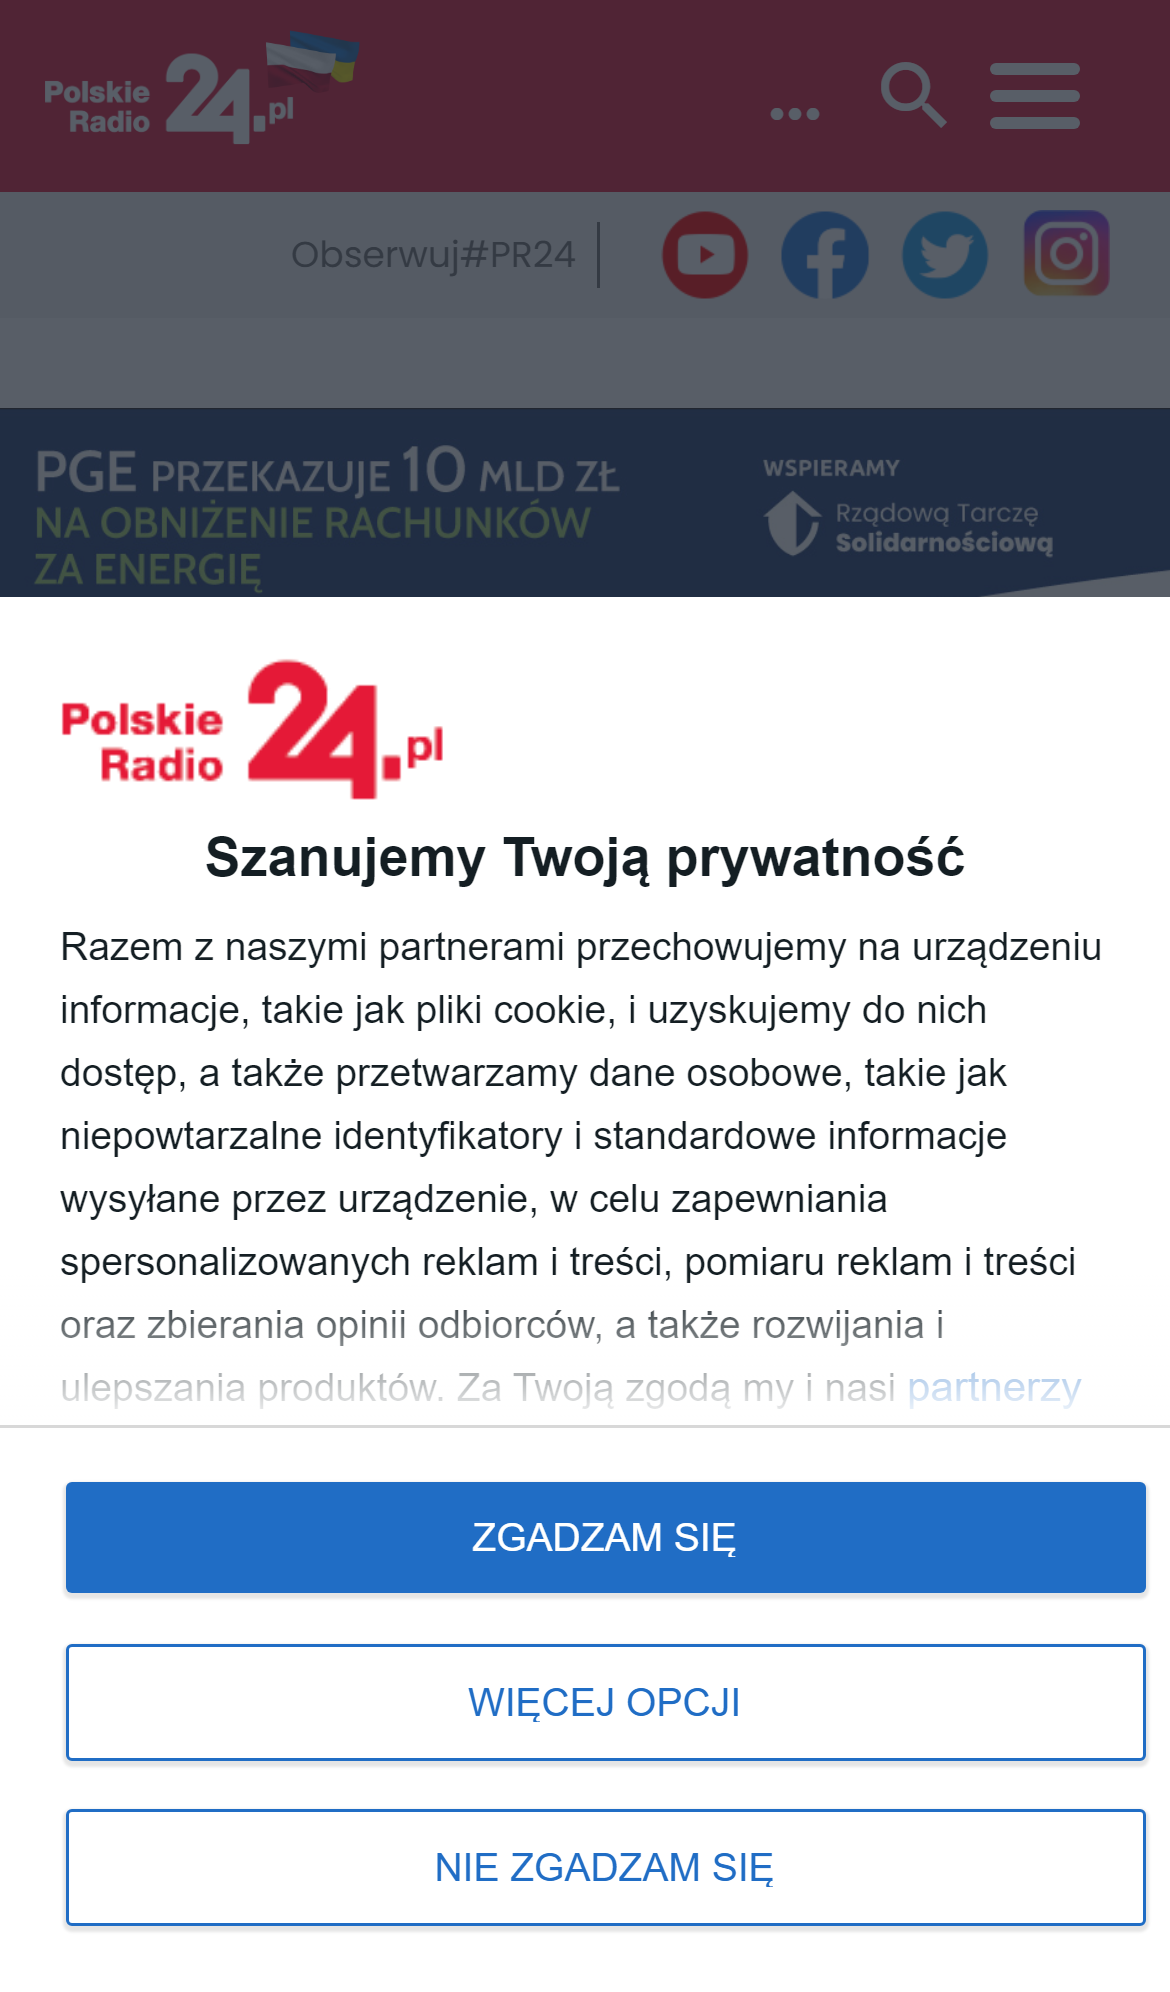 Polskie
Radio 24.pl
Obserwuj#PR24
PGE PRZEKAZUJE 10 MLD ZŁ
NA OBNIŻENIE RACHUNKÓW
ZA ENERGIĘ
WSPIERAMY
Rządową Tarczę
Solidarnościową
Polskie
Radio 24.pl
Szanujemy Twoją prywatność
Razem z naszymi partnerami przechowujemy na urządzeniu
informacje, takie jak pliki cookie, i uzyskujemy do nich
dostęp, a także przetwarzamy dane osobowe, takie jak
niepowtarzalne identyfikatory i standardowe informacje
wysyłane przez urządzenie, w celu zapewniania
spersonalizowanych reklam i treści, pomiaru reklam i treści
oraz zbierania opinii odbiorców, a także rozwijania i
ulepszania produktów. Za Twoją zgodą my i nasi partnerzy
ZGADZAM SIĘ
WIĘCEJ OPCJI
NIE ZGADZAM SIĘ